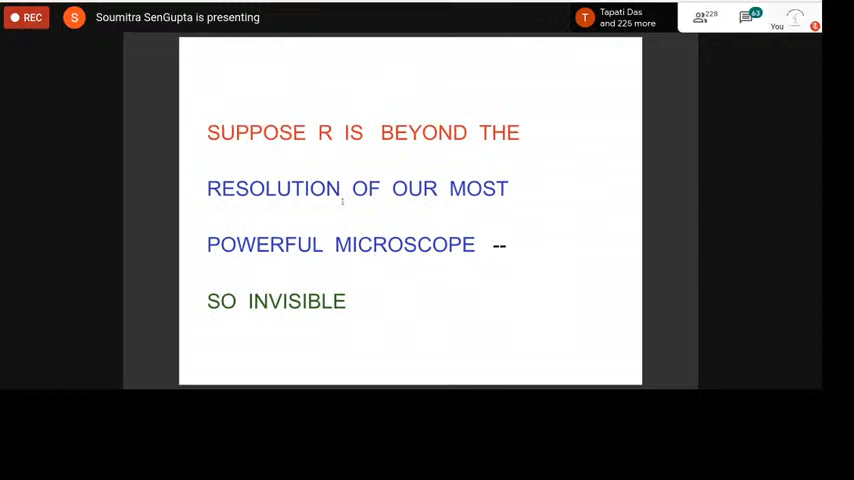 REC
S
Soumitra SenGupta is presenting
T
Tapati Das
and 225 more
228
63
You
SUPPOSE R IS BEYOND THE
RESOLUTION OF OUR MOST
POWERFUL MICROSCOPE --
SO INVISIBLE